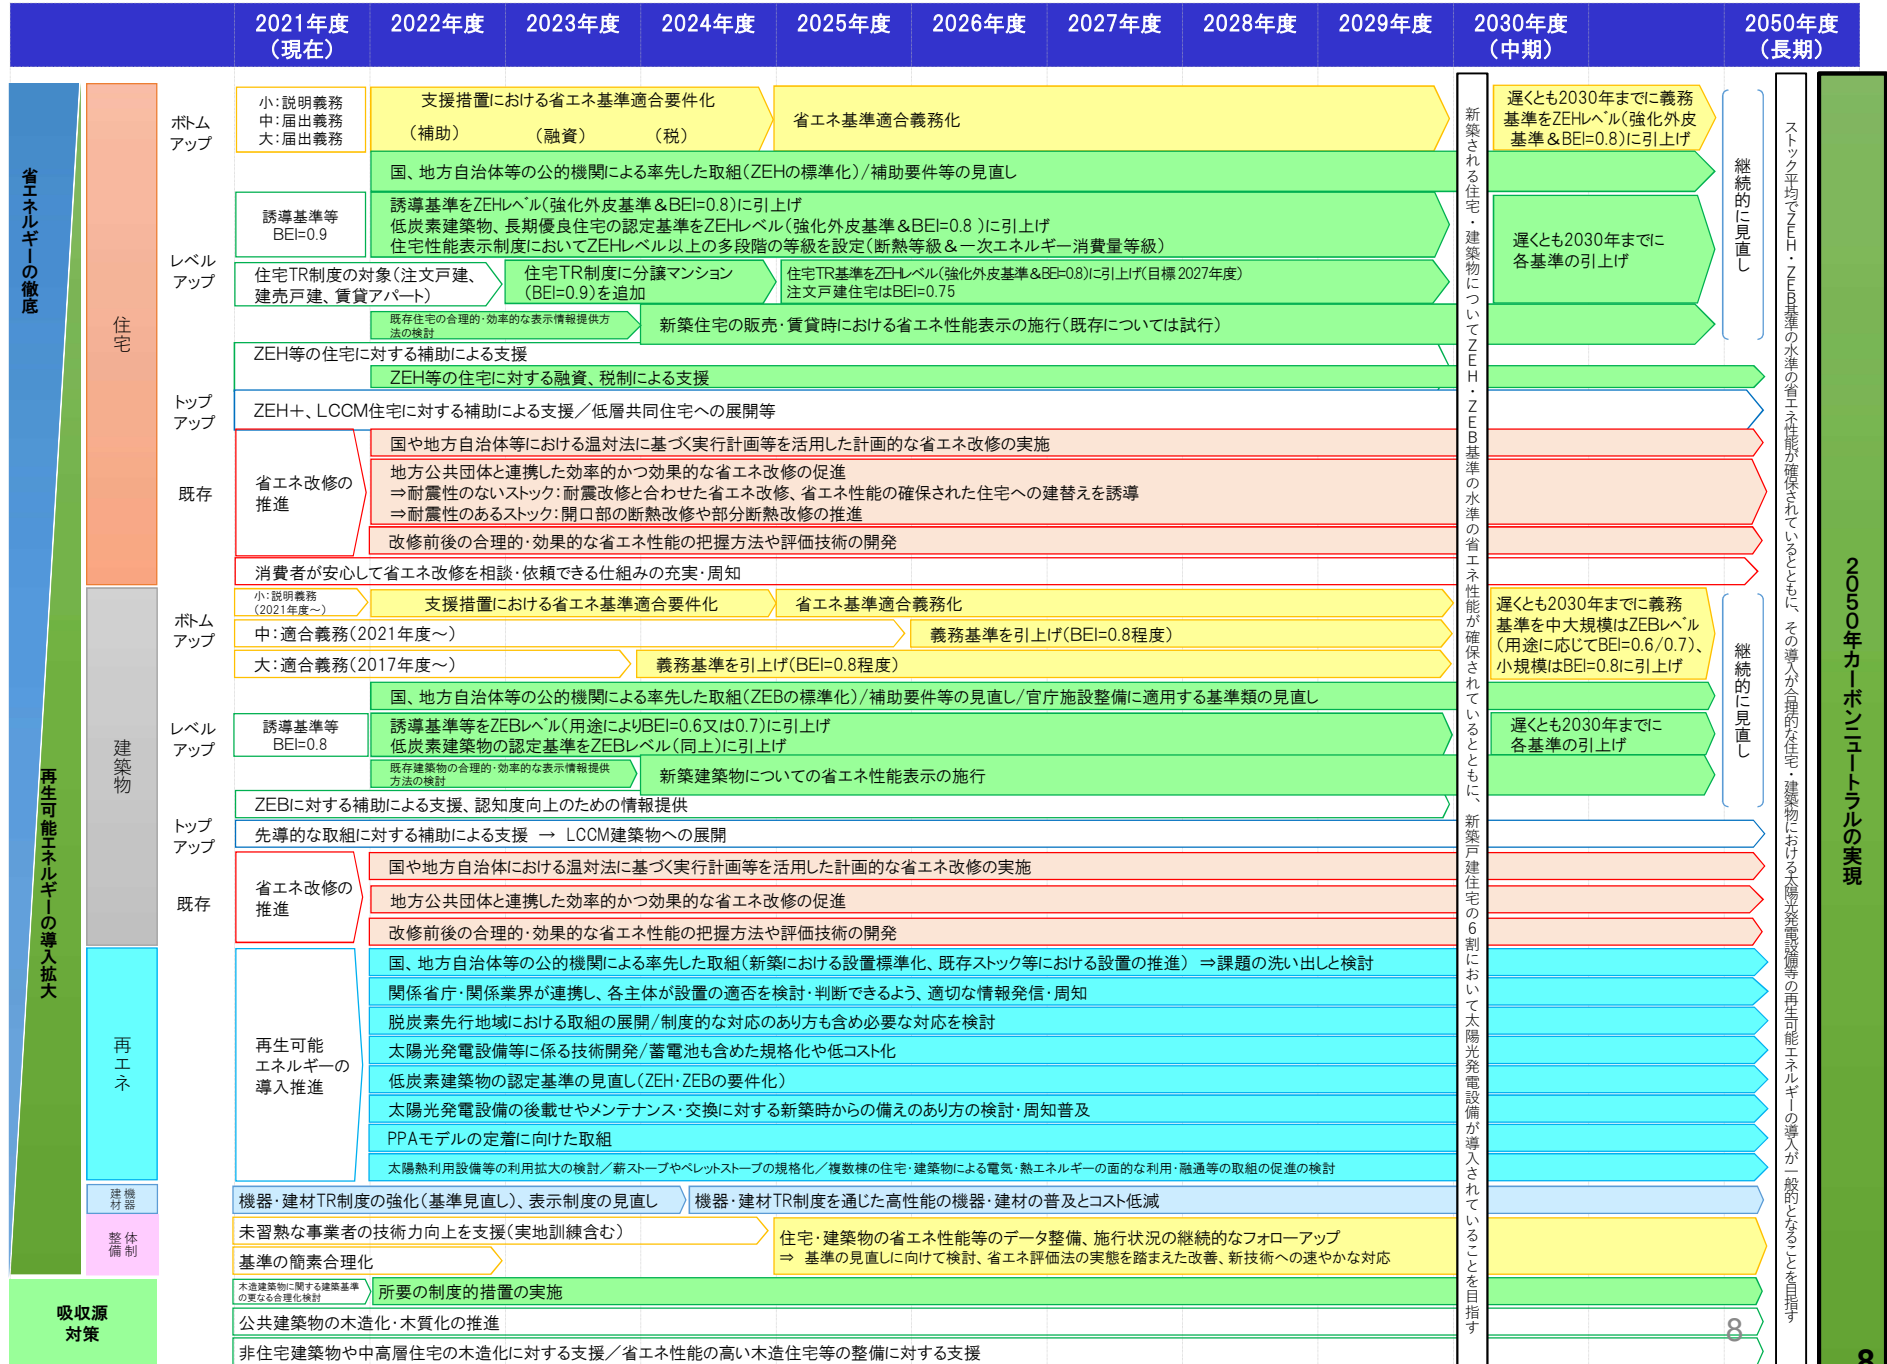 2021年度
（現在）
2022年度
2023年度
2024年度
2025年度
2026年度
2027年度
2028年度
2029年度
2030年度
（中期）
2050年度
（長期）
省エネルギーの徹底
再生可能エネルギーの導入拡大
住宅
ボトム
アップ
小：説明義務
中：届出義務
大：届出義務
支援措置における省エネ基準適合要件化
（補助）　（融資）　（税）
省エネ基準適合義務化
遅くとも2030年までに義務
基準をZEHレベル（強化外皮
基準＆BEI=0.8）に引上げ
国、地方自治体等の公的機関による率先した取組（ZEHの標準化）/補助要件等の見直し
レベル
アップ
誘導基準等
BEI=0.9
誘導基準をZEHレベル（強化外皮基準＆BEI=0.8）に引上げ
低炭素建築物、長期優良住宅の認定基準をZEHレベル（強化外皮基準＆BEI=0.8 ）に引上げ
住宅性能表示制度においてZEHレベル以上の多段階の等級を設定（断熱等級＆一次エネルギー消費量等級）
遅くとも2030年までに
各基準の引上げ
継続的に見直し
住宅TR制度の対象（注文戸建、
建売戸建、賃貸アパート）
住宅TR制度に分譲マンション
（BEI=0.9）を追加
住宅TR基準をZEHレベル（強化外皮基準＆BEI=0.8）に引上げ（目標2027年度）
注文戸建住宅はBEI=0.75
既存住宅の合理的・効率的な表示情報提供方
法の検討
新築住宅の販売・賃貸時における省エネ性能表示の施行（既存については試行）
ZEH等の住宅に対する補助による支援
ZEH等の住宅に対する融資、税制による支援
トップ
アップ
ZEH+、LCCM住宅に対する補助による支援／低層共同住宅への展開等
既存
省エネ改修の
推進
国や地方自治体等における温対法に基づく実行計画等を活用した計画的な省エネ改修の実施
地方公共団体と連携した効率的かつ効果的な省エネ改修の促進
⇒耐震性のないストック：耐震改修と合わせた省エネ改修、省エネ性能の確保された住宅への建替えを誘導
⇒耐震性のあるストック：開口部の断熱改修や部分断熱改修の推進
改修前後の合理的・効果的な省エネ性能の把握方法や評価技術の開発
消費者が安心して省エネ改修を相談・依頼できる仕組みの充実・周知
建築物
ボトム
アップ
小：説明義務
（2021年度～）
支援措置における省エネ基準適合要件化
省エネ基準適合義務化
中：適合義務（2021年度～）
義務基準を引上げ（BEI=0.8程度）
大：適合義務（2017年度～）
義務基準を引上げ（BEI=0.8程度）
遅くとも2030年までに義務
基準を中大規模はZEBレベル
（用途に応じてBEI=0.6/0.7）、
小規模はBEI=0.8に引上げ
国、地方自治体等の公的機関による率先した取組（ZEBの標準化）/補助要件等の見直し/官庁施設整備に適用する基準類の見直し
レベル
アップ
誘導基準等
BEI=0.8
誘導基準等をZEBレベル（用途によりBEI=0.6又は0.7）に引上げ
低炭素建築物の認定基準をZEBレベル（同上）に引上げ
遅くとも2030年までに
各基準の引上げ
継続的に見直し
既存建築物の合理的・効率的な表示情報提供
方法の検討
新築建築物についての省エネ性能表示の施行
ZEBに対する補助による支援、認知度向上のための情報提供
トップ
アップ
先導的な取組に対する補助による支援 → LCCM建築物への展開
既存
省エネ改修の
推進
国や地方自治体における温対法に基づく実行計画等を活用した計画的な省エネ改修の実施
地方公共団体と連携した効率的かつ効果的な省エネ改修の促進
改修前後の合理的・効果的な省エネ性能の把握方法や評価技術の開発
再エネ
再生可能
エネルギーの
導入推進
国、地方自治体等の公的機関による率先した取組（新築における設置標準化、既存ストック等における設置の推進） ⇒課題の洗い出しと検討
関係省庁・関係業界が連携し、各主体が設置の適否を検討・判断できるよう、適切な情報発信・周知
脱炭素先行地域における取組の展開/制度的な対応のあり方も含め必要な対応を検討
太陽光発電設備等に係る技術開発/蓄電池も含めた規格化や低コスト化
低炭素建築物の認定基準の見直し（ZEH・ZEBの要件化）
太陽光発電設備の後載せやメンテナンス・交換に対する新築時からの備えのあり方の検討・周知普及
PPAモデルの定着に向けた取組
太陽熱利用設備等の利用拡大の検討／薪ストーブやペレットストーブの規格化／複数棟の住宅・建築物による電気・熱エネルギーの面的な利用・融通等の取組の促進の検討
機器
建材
機器・建材TR制度の強化（基準見直し）、表示制度の見直し
機器・建材TR制度を通じた高性能の機器・建材の普及とコスト低減
体制
整備
未習熟な事業者の技術力向上を支援（実地訓練含む）
基準の簡素合理化
住宅・建築物の省エネ性能等のデータ整備、施行状況の継続的なフォローアップ
⇒ 基準の見直しに向けて検討、省エネ評価法の実態を踏まえた改善、新技術への速やかな対応
吸収源
対策
木造建築物に関する建築基準
の更なる合理化検討
所要の制度的措置の実施
公共建築物の木造化・木質化の推進
非住宅建築物や中高層住宅の木造化に対する支援／省エネ性能の高い木造住宅等の整備に対する支援
新築される住宅・建築物についてZEH・ZEB基準の水準の省エネ性能が確保されているとともに、新築戸建住宅の6割において太陽光発電設備が導入されていることを目指す
ストック平均でZEH・ZEB基準の水準の省エネ性能が確保されているとともに、その導入が合理的な住宅・建築物における太陽光発電設備等の再生可能エネルギーの導入が一般的となることを目指す
2050年カーボンニュートラルの実現
8
8